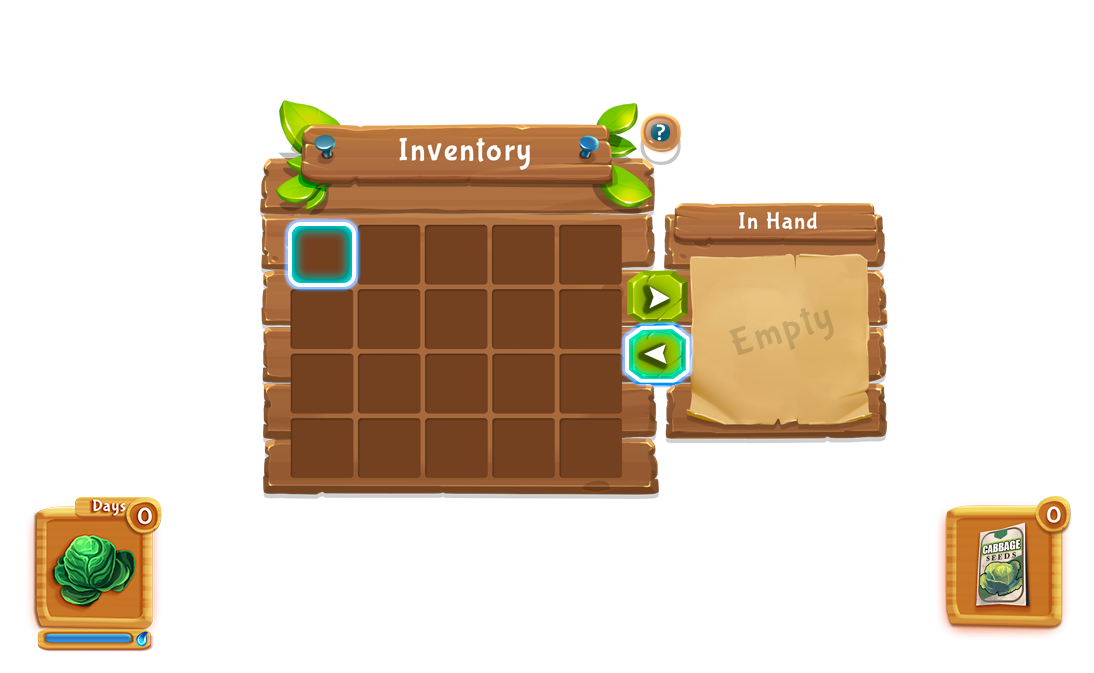 Inventory
?
In Hand
Empty
Days
0
0
CABBAGE
SEEDS